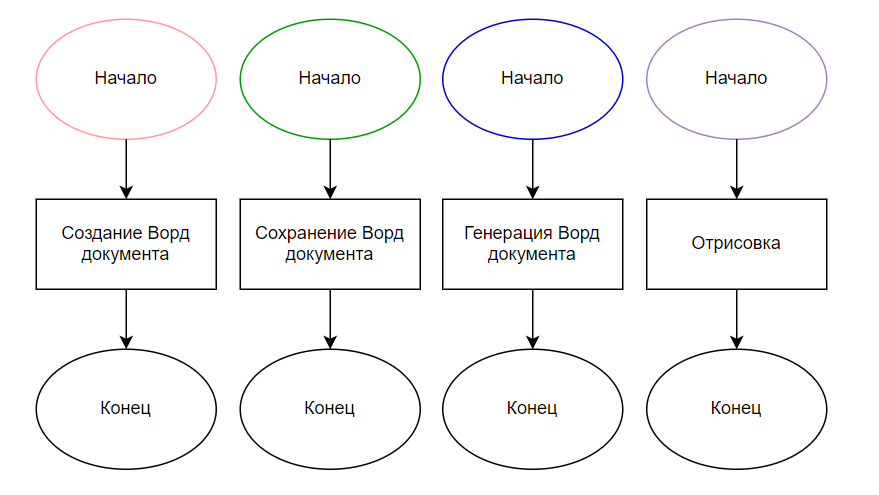 Начало
Начало
Начало
Начало
Создание Ворд
документа
Сохранение Ворд
документа
Генерация Ворд
документа
Отрисовка
Конец
Конец
Конец
Конец